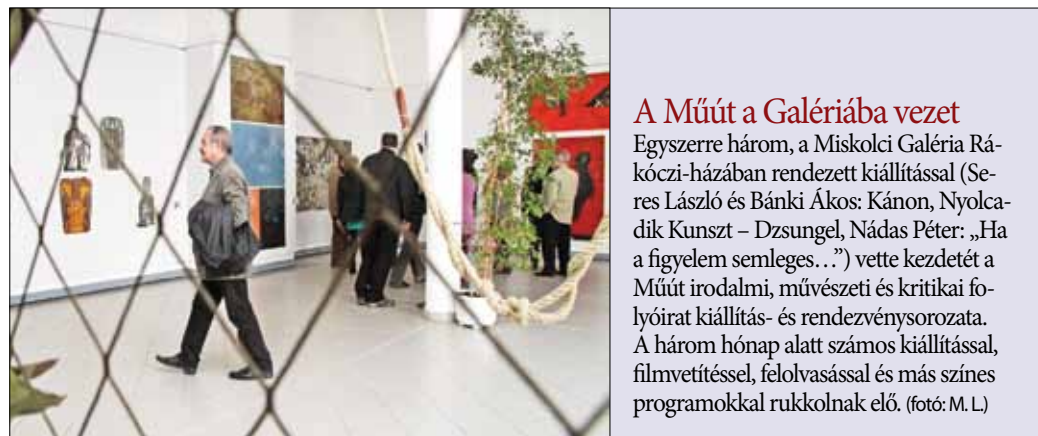 A Műút a Galériába vezet
Egyszerre három, a Miskolci Galéria Rá-
kóczi-házában rendezett kiállítással (Se-
res László és Bánki Ákos: Kánon, Nyolca-
dik Kunszt – Dzsungel, Nádas Péter: „Ha
a figyelem semleges…”) vette kezdetét a
Műút irodalmi, művészeti és kritikai fo-
lyóirat kiállítás- és rendezvénysorozata.
A három hónap alatt számos kiállítással,
filmvetítéssel, felolvasással és más színes
programokkal rukkolnak elő. (fotó: M. L.)